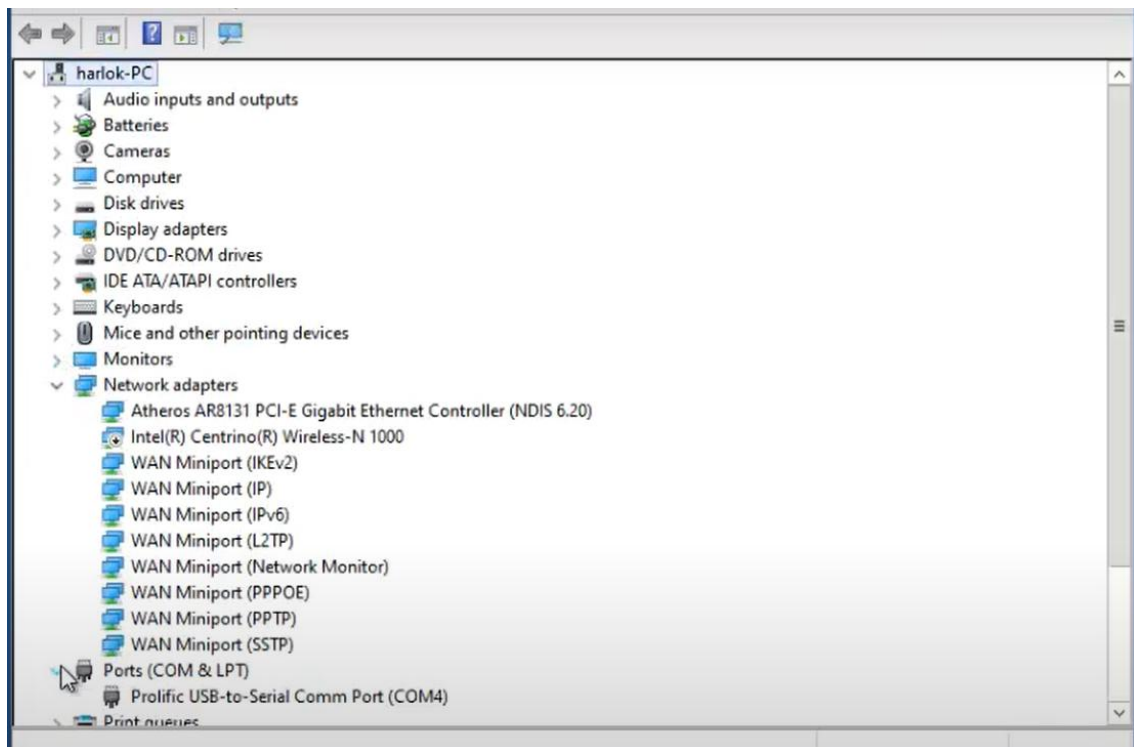 harlok-PC
Audio inputs and outputs
Batteries
Cameras
Computer
Disk drives
Display adapters
DVD/CD-ROM drives
IDE ATA/ATAPI controllers
Keyboards
Mice and other pointing devices
Monitors
Network adapters
Atheros AR8131 PCI-E Gigabit Ethernet Controller (NDIS 6.20)
Intel(R) Centrino(R) Wireless-N 1000
WAN Miniport (IKEv2)
WAN Miniport (IP)
WAN Miniport (IPv6)
WAN Miniport (L2TP)
WAN Miniport (Network Monitor)
WAN Miniport (PPPOE)
WAN Miniport (PPTP)
WAN Miniport (SSTP)
Ports (COM & LPT)
Prolific USB-to-Serial Comm Port (COM4)
Print queues